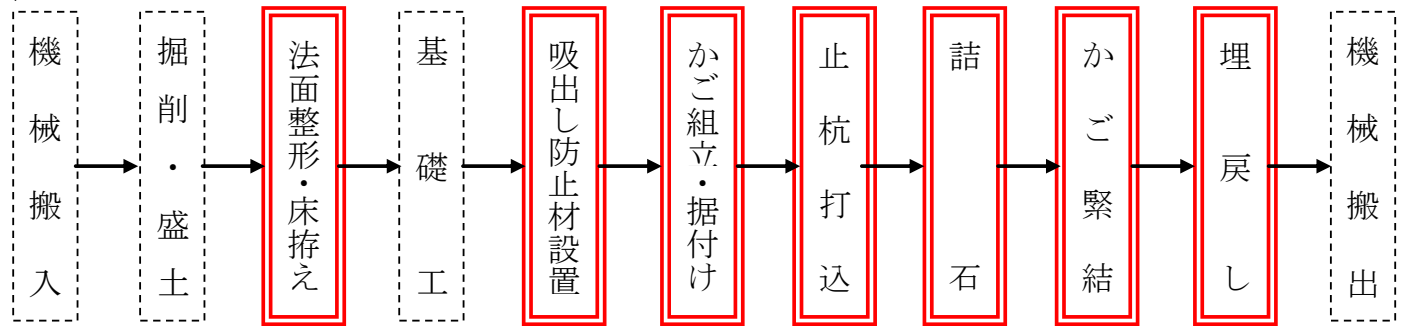 機械搬入
掘削・盛土
法面整形・床拵え
基礎工
吸出し防止材設置
かご組立・据付け
止杭打込
詰石
かご緊結
埋戻し
機械搬出